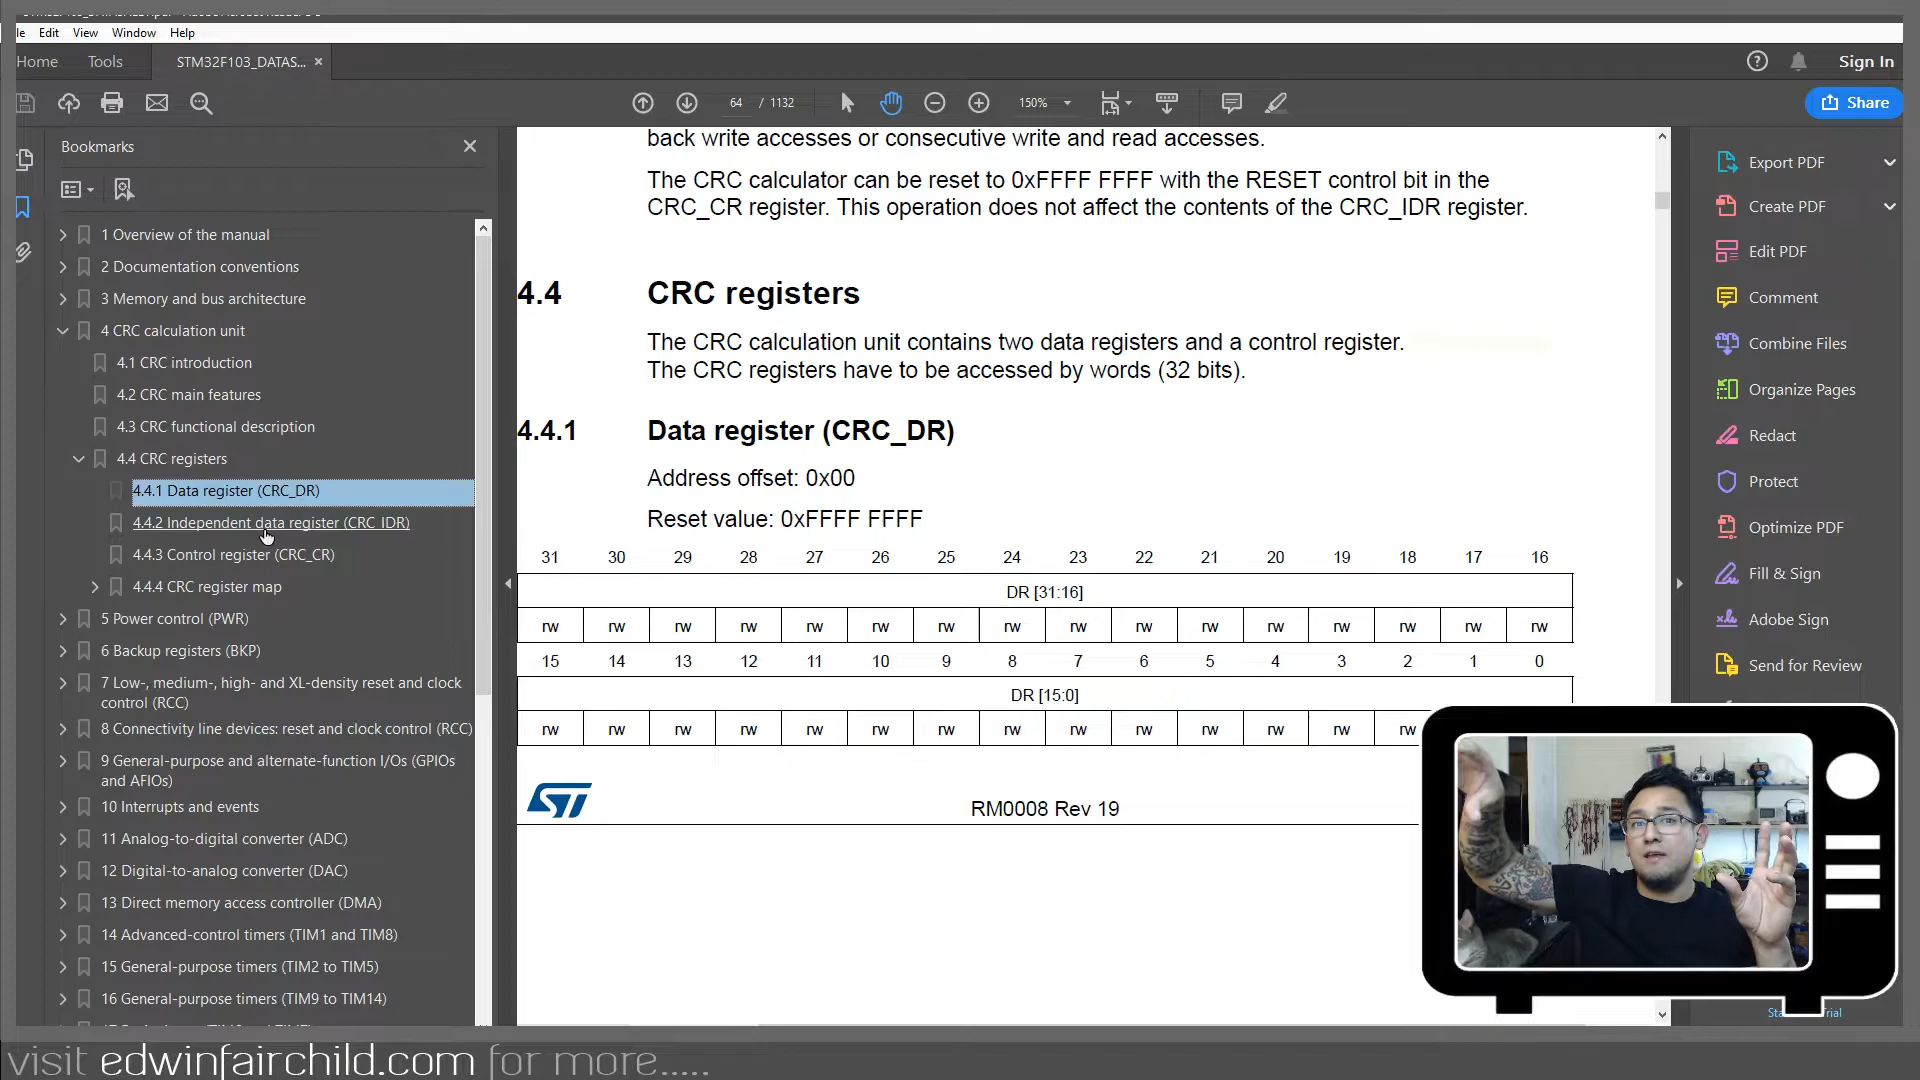 le Edit View Window Help
Home Tools STM32F103_DATAS... ×
Sign In
64 / 1132 150%
Share
Bookmarks
1 Overview of the manual
2 Documentation conventions
3 Memory and bus architecture
4 CRC calculation unit
4.1 CRC introduction
4.2 CRC main features
4.3 CRC functional description
4.4 CRC registers
4.4.1 Data register (CRC_DR)
4.4.2 Independent data register (CRC_IDR)
4.4.3 Control register (CRC_CR)
4.4.4 CRC register map
5 Power control (PWR)
6 Backup registers (BKP)
7 Low-, medium-, high- and XL-density reset and clock
control (RCC)
8 Connectivity line devices: reset and clock control (RCC)
9 General-purpose and alternate-function I/Os (GPIOs
and AFIOs)
10 Interrupts and events
11 Analog-to-digital converter (ADC)
12 Digital-to-analog converter (DAC)
13 Direct memory access controller (DMA)
14 Advanced-control timers (TIM1 and TIM8)
15 General-purpose timers (TIM2 to TIM5)
16 General-purpose timers (TIM9 to TIM14)
back write accesses or consecutive write and read accesses.
The CRC calculator can be reset to 0xFFFF FFFF with the RESET control bit in the
CRC_CR register. This operation does not affect the contents of the CRC_IDR register.
4.4 CRC registers
The CRC calculation unit contains two data registers and a control register.
The CRC registers have to be accessed by words (32 bits).
4.4.1 Data register (CRC_DR)
Address offset: 0x00
Reset value: 0xFFFF FFFF
31 30 29 28 27 26 25 24 23 22 21 20 19 18 17 16
DR [31:16]
rw rw rw rw rw rw rw rw rw rw rw rw rw rw rw rw
15 14 13 12 11 10 9 8 7 6 5 4 3 2 1 0
DR [15:0]
rw rw rw rw rw rw rw rw rw rw rw rw rw rw
ST
RM0008 Rev 19
Export PDF
Create PDF
Edit PDF
Comment
Combine Files
Organize Pages
Redact
Protect
Optimize PDF
Fill & Sign
Adobe Sign
Send for Review
visit edwinfairchild.com for more.....